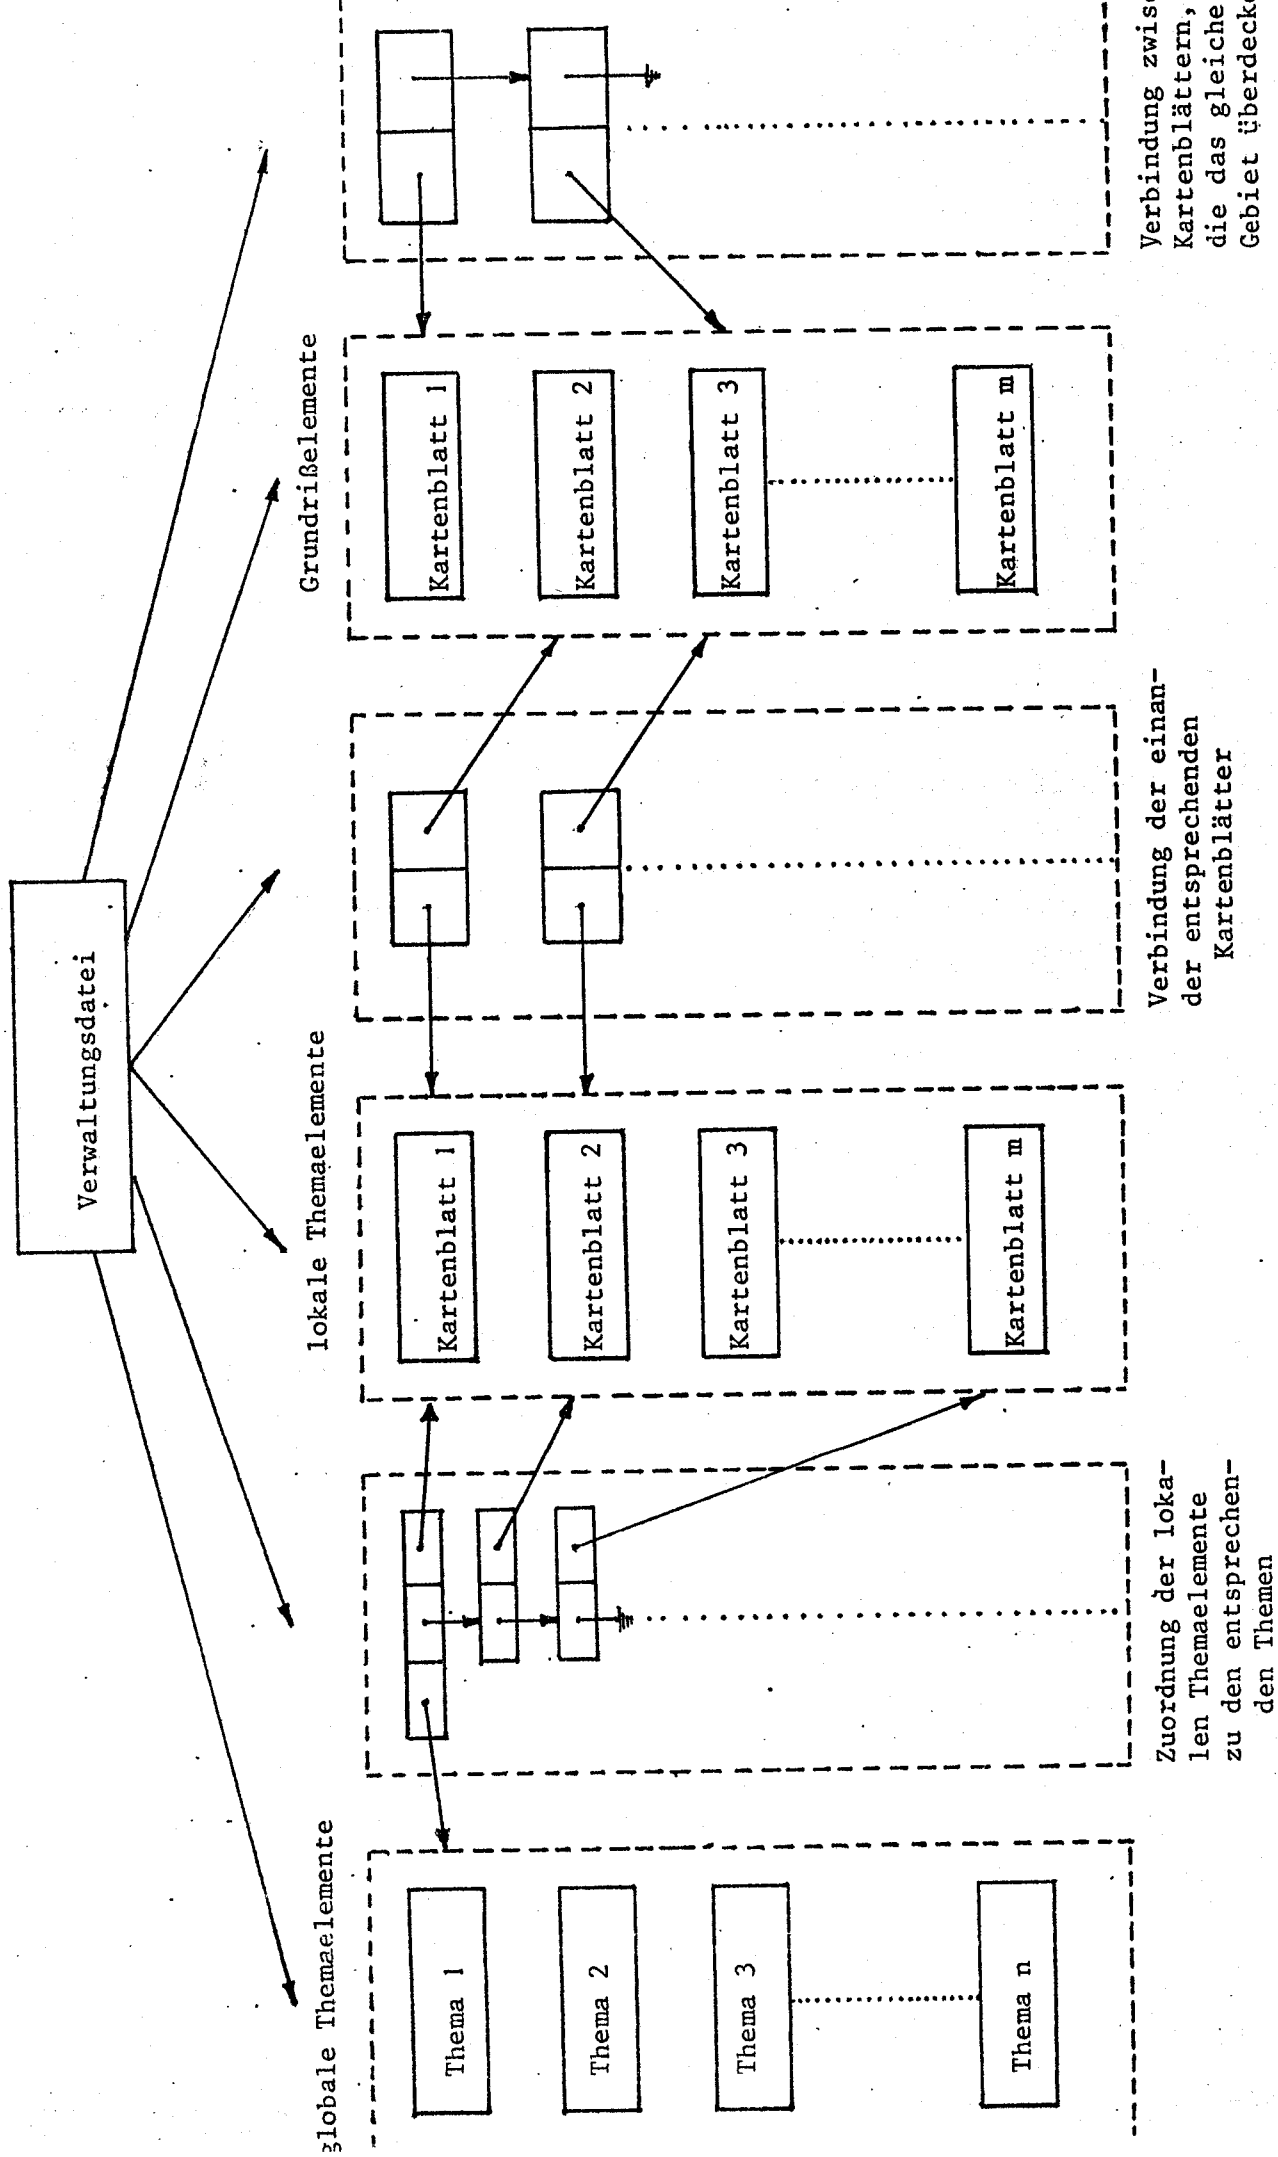 Verwaltungsdatei
globale Themaelemente
lokale Themaelemente
Grundrißelemente
Thema 1
Thema 2
Thema 3
Thema n
Kartenblatt 1
Kartenblatt 2
Kartenblatt 3
Kartenblatt m
Kartenblatt 1
Kartenblatt 2
Kartenblatt 3
Kartenblatt m
Zuordnung der loka-
len Themaelemente
zu den entsprechen-
den Themen
Verbindung der einan-
der entsprechenden
Kartenblätter
Verbindung
Kartenblättern,
die das gleiche
Gebiet